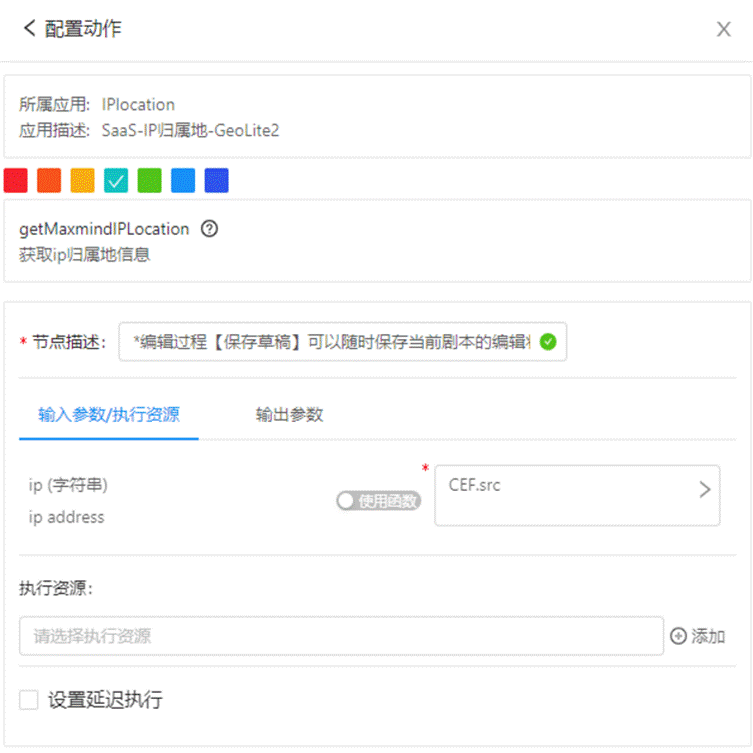 配置动作
所属应用: IPlocation
应用描述: SaaS-IP归属地-GeoLite2
getMaxmindIPLocation
获取ip归属地信息
* 节点描述: *编辑过程【保存草稿】可以随时保存当前剧本的编辑
输入参数/执行资源 输出参数
ip (字符串) 使用函数 * CEF.src
ip address
执行资源:
请选择执行资源 添加
设置延迟执行